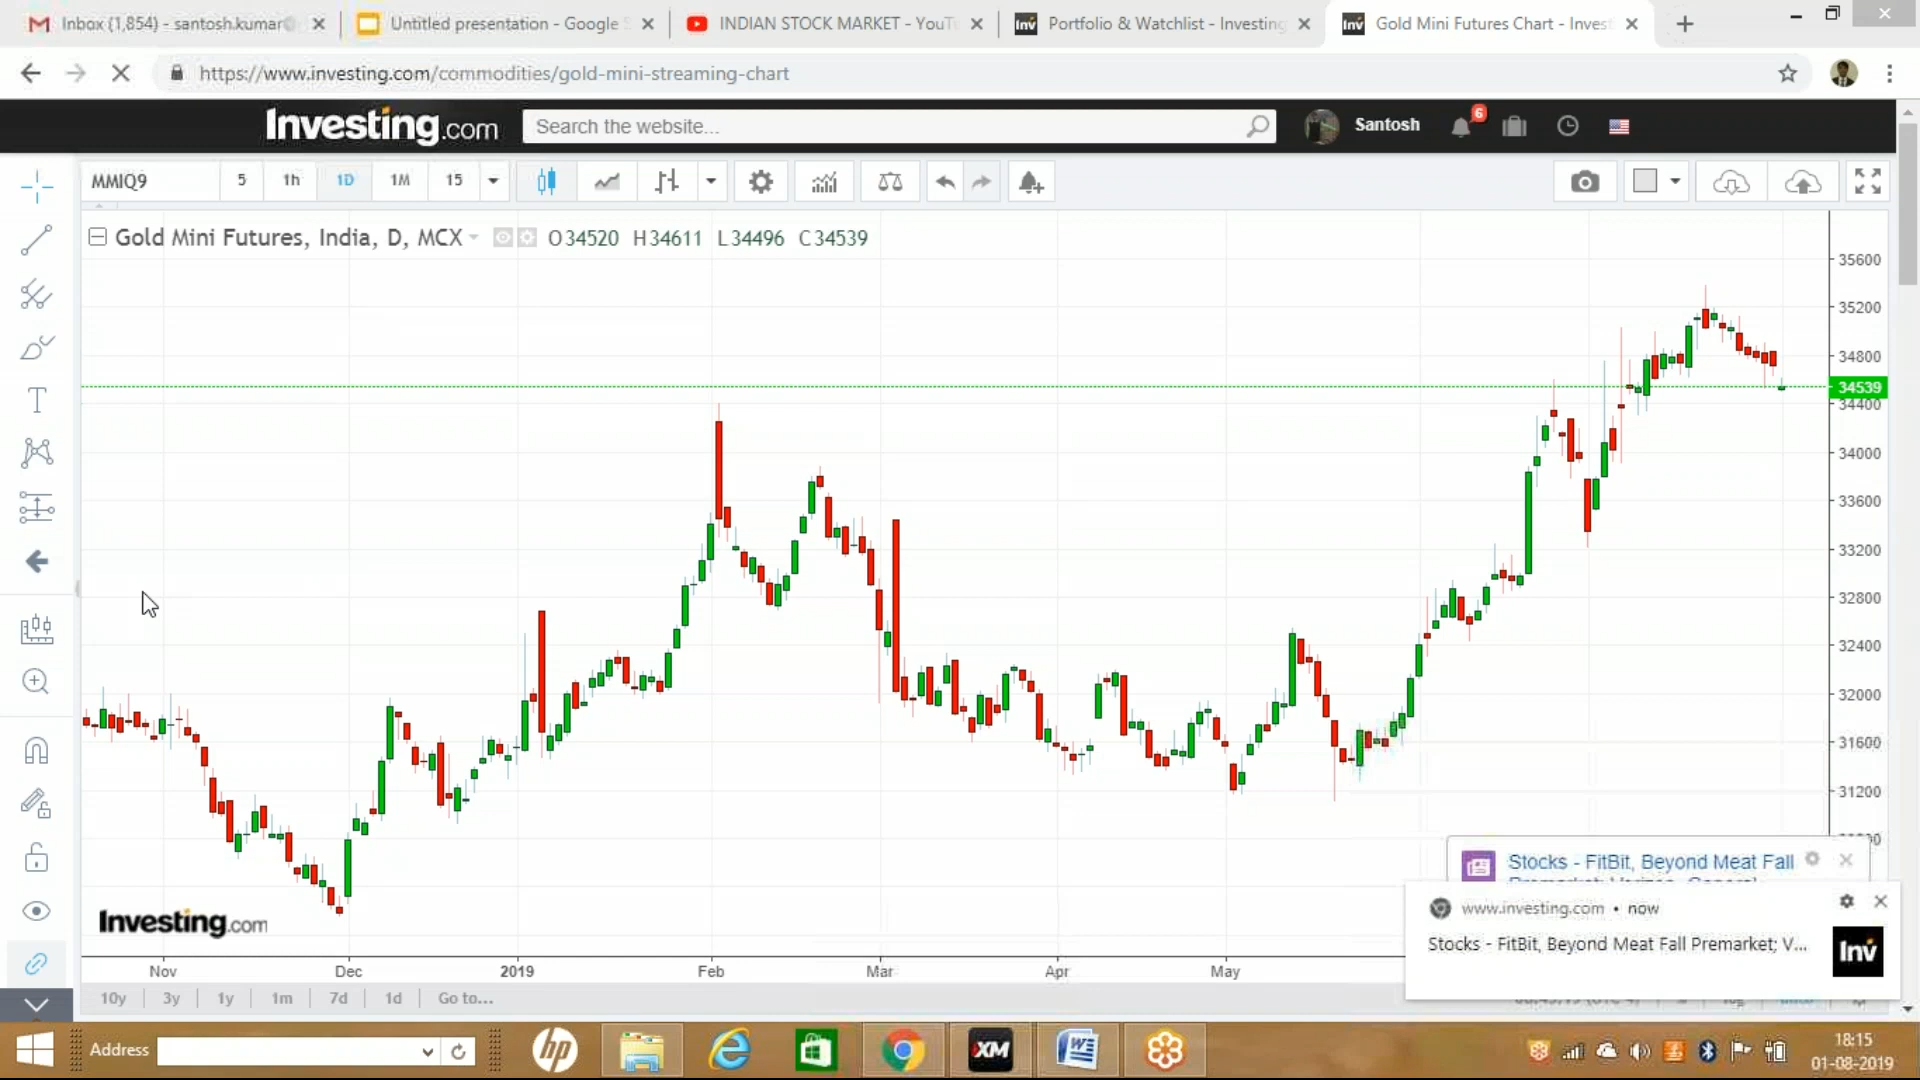 Inbox (1,854) - santosh.kumar
Untitled presentation - Google S
INDIAN STOCK MARKET - YouTu
Portfolio & Watchlist - Investing
Gold Mini Futures Chart - Invest
https://www.investing.com/commodities/gold-mini-streaming-chart
Investing.com
Search the website...
Santosh
6
MMIQ9
5
1h
1D
1M
15
Gold Mini Futures, India, D, MCX
O34520 H34611 L34496 C34539
35600
35200
34800
34539
34400
34000
33600
33200
32800
32400
32000
31600
31200
Stocks - FitBit, Beyond Meat Fall
www.investing.com • now
Stocks - FitBit, Beyond Meat Fall Premarket; V...
Inv
Investing.com
Nov
Dec
2019
Feb
Mar
Apr
May
10y
3y
1y
1m
7d
1d
Go to...
Address
hp
XM
18:15
01-08-2019